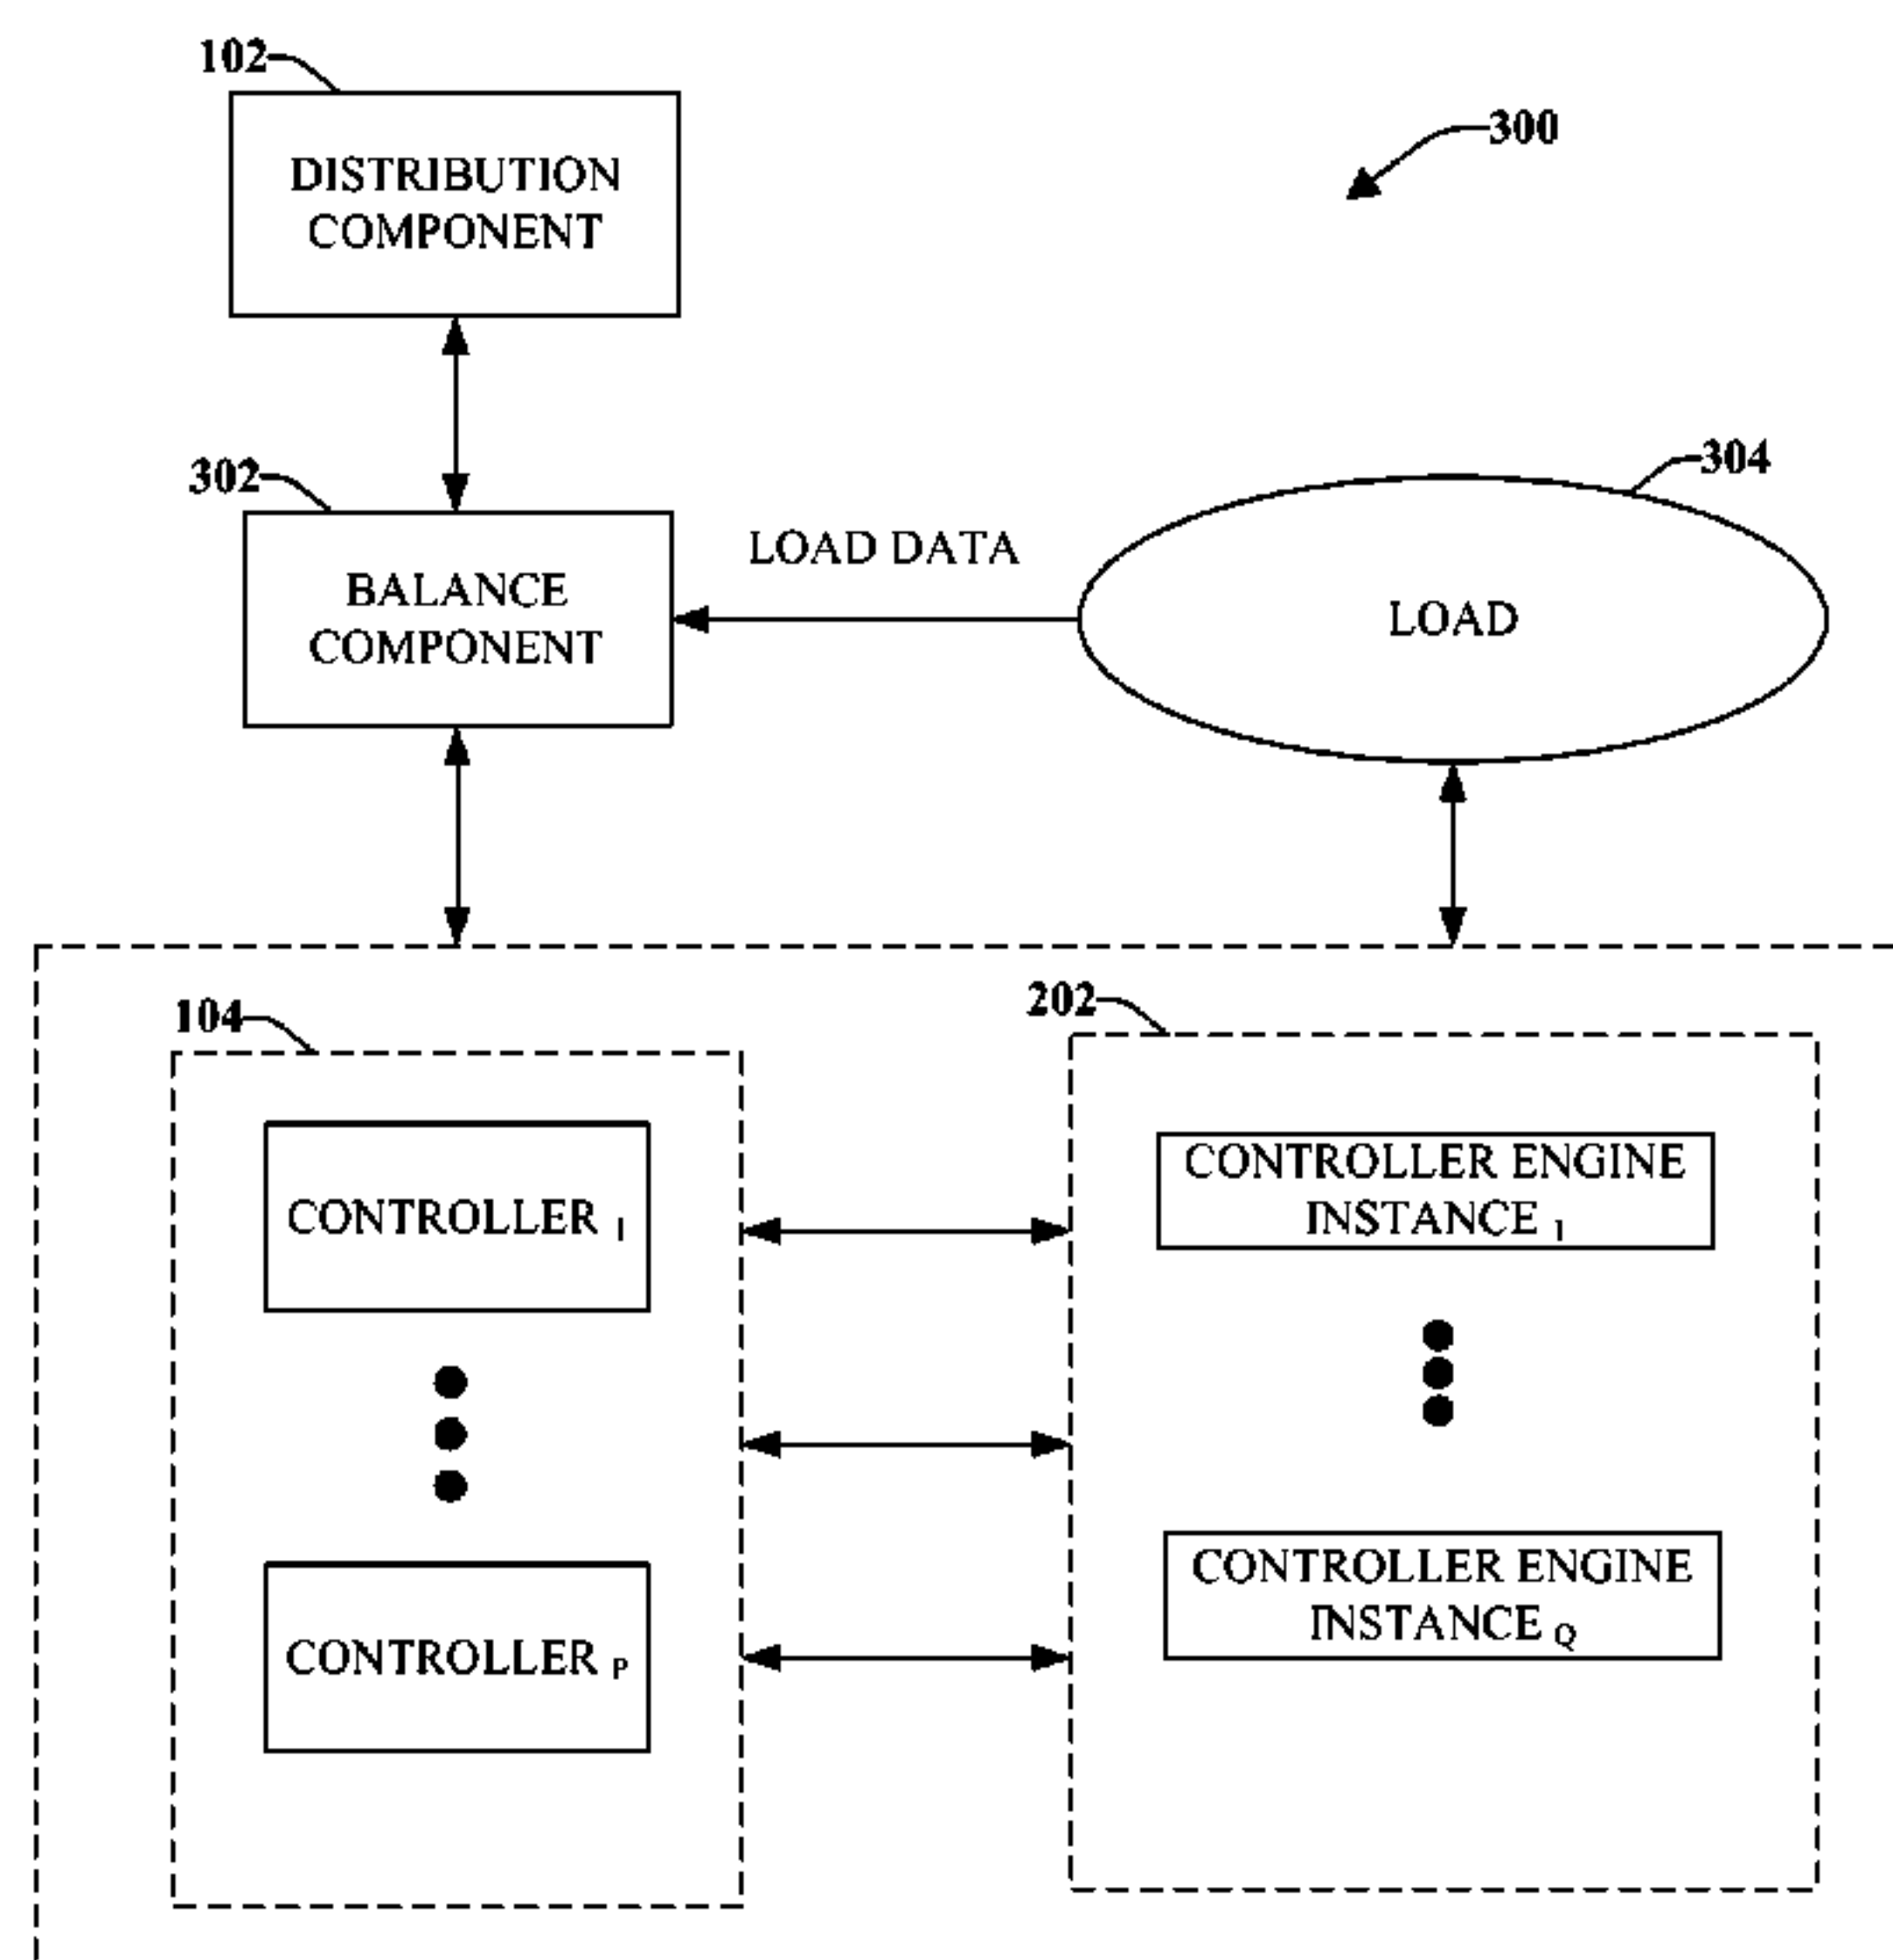 102
DISTRIBUTION
COMPONENT
300
302
BALANCE
COMPONENT
LOAD DATA
304
LOAD
104
202
CONTROLLER 1
CONTROLLER P
CONTROLLER ENGINE
INSTANCE 1
CONTROLLER ENGINE
INSTANCE Q